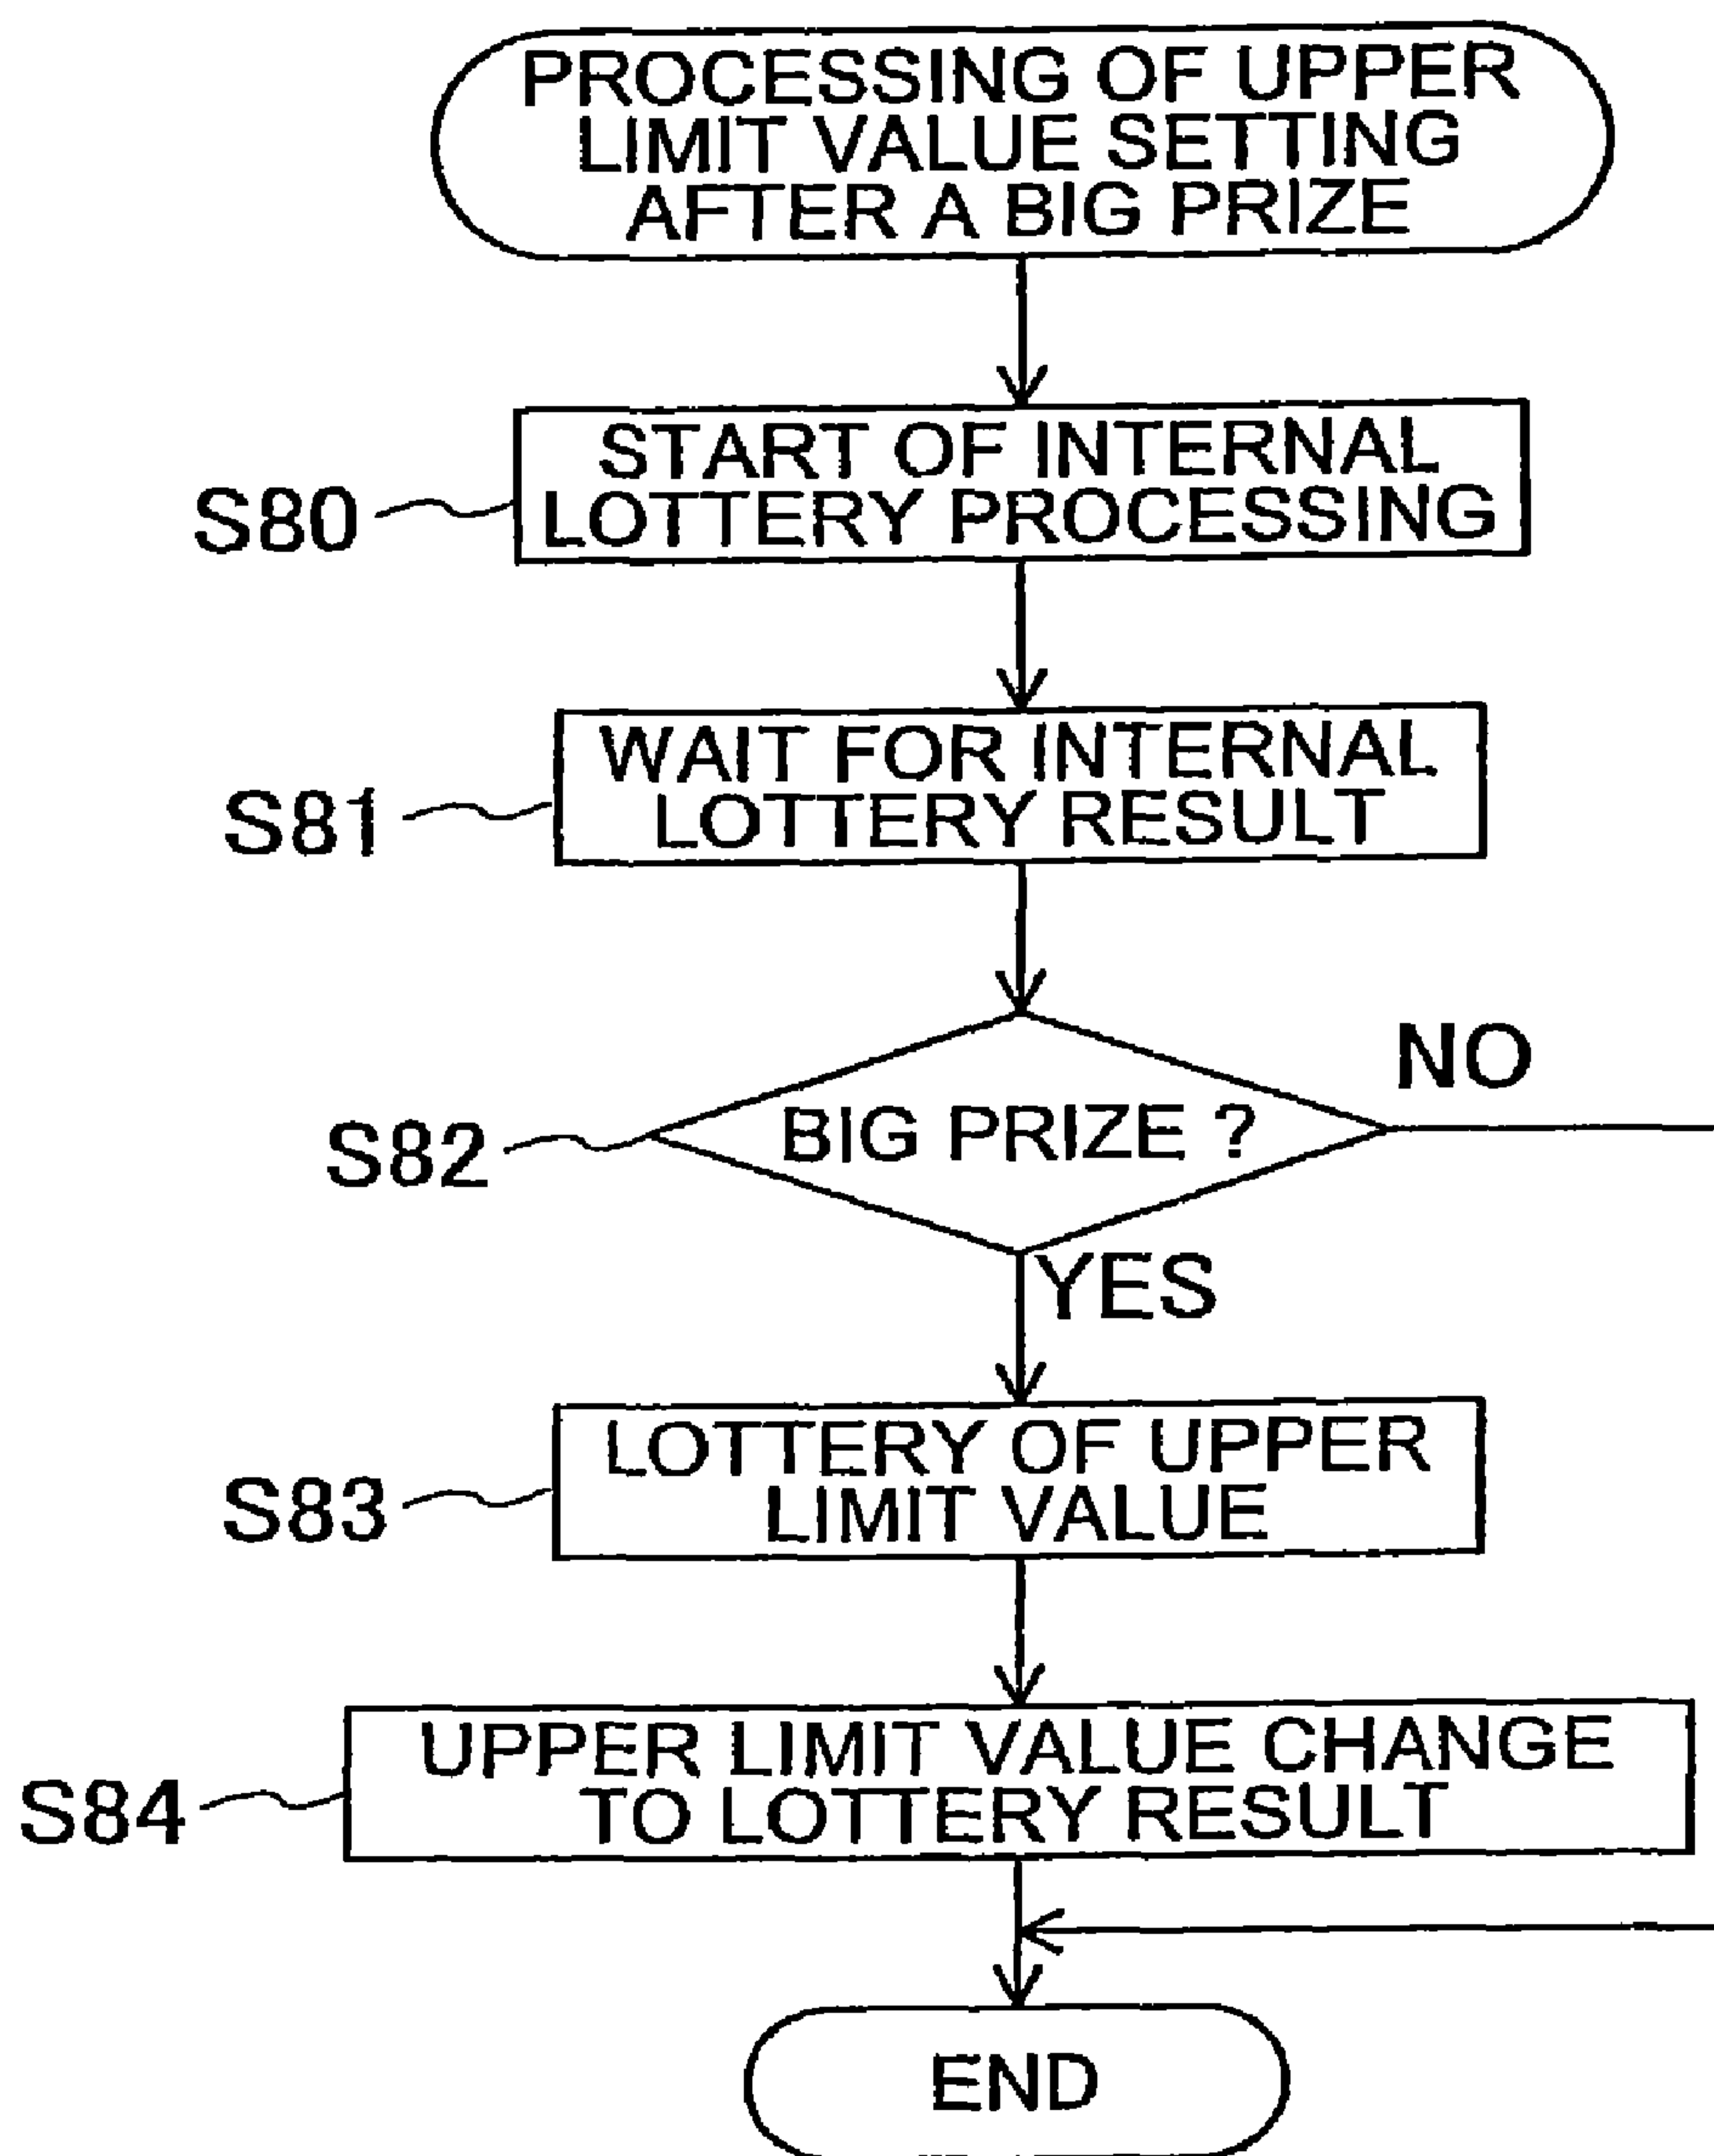 PROCESSING OF UPPER
LIMIT VALUE SETTING
AFTER A BIG PRIZE
START OF INTERNAL
LOTTERY PROCESSING
S80
WAIT FOR INTERNAL
LOTTERY RESULT
S81
NO
BIG PRIZE ?
S82
YES
LOTTERY OF UPPER
LIMIT VALUE
S83
UPPER LIMIT VALUE CHANGE
TO LOTTERY RESULT
S84
END